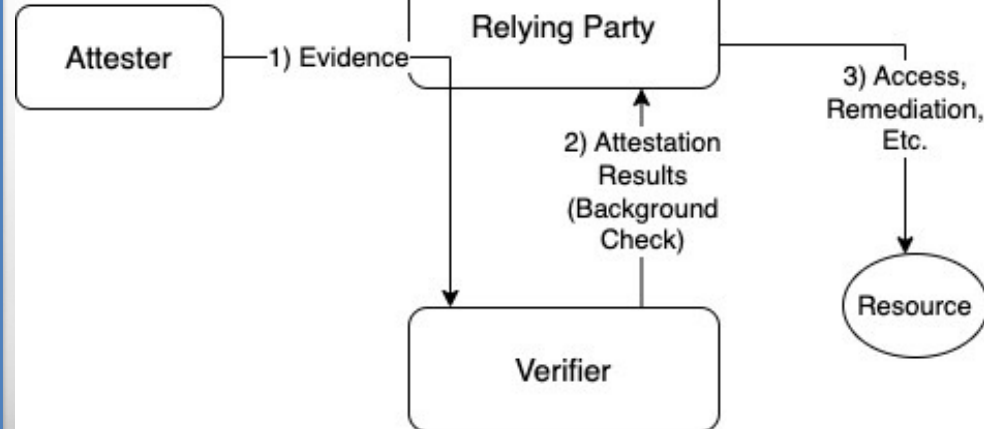 Relying Party
Attester
1) Evidence
3) Access,
Remediation,
Etc.
2) Attestation
Results
(Background
Check)
Resource
Verifier